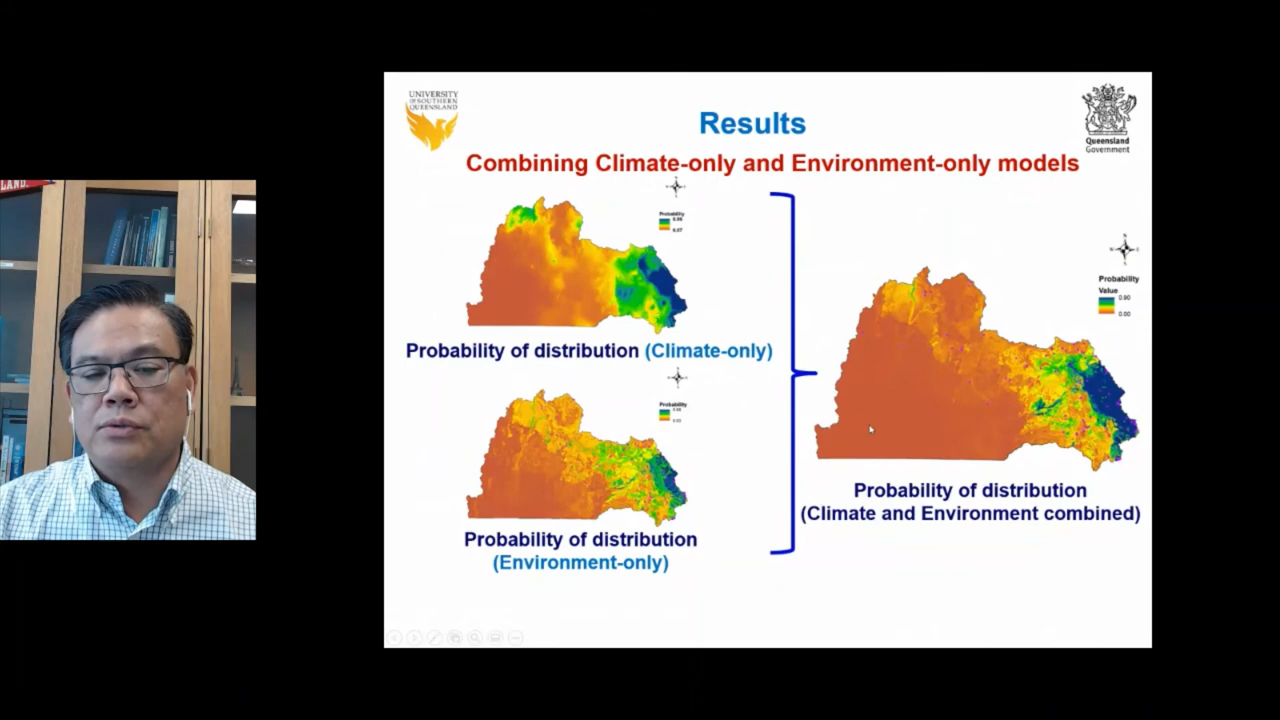 LAND.
UNIVERSITY
OF SOUTHERN
QUEENSLAND
Results
Queensland
Government
Combining Climate-only and Environment-only models
Probability
Probability of distribution (Climate-only)
Probability
Probability of distribution
(Environment-only)
N
Probability
Value
0.90
0.00
Probability of distribution
(Climate and Environment combined)